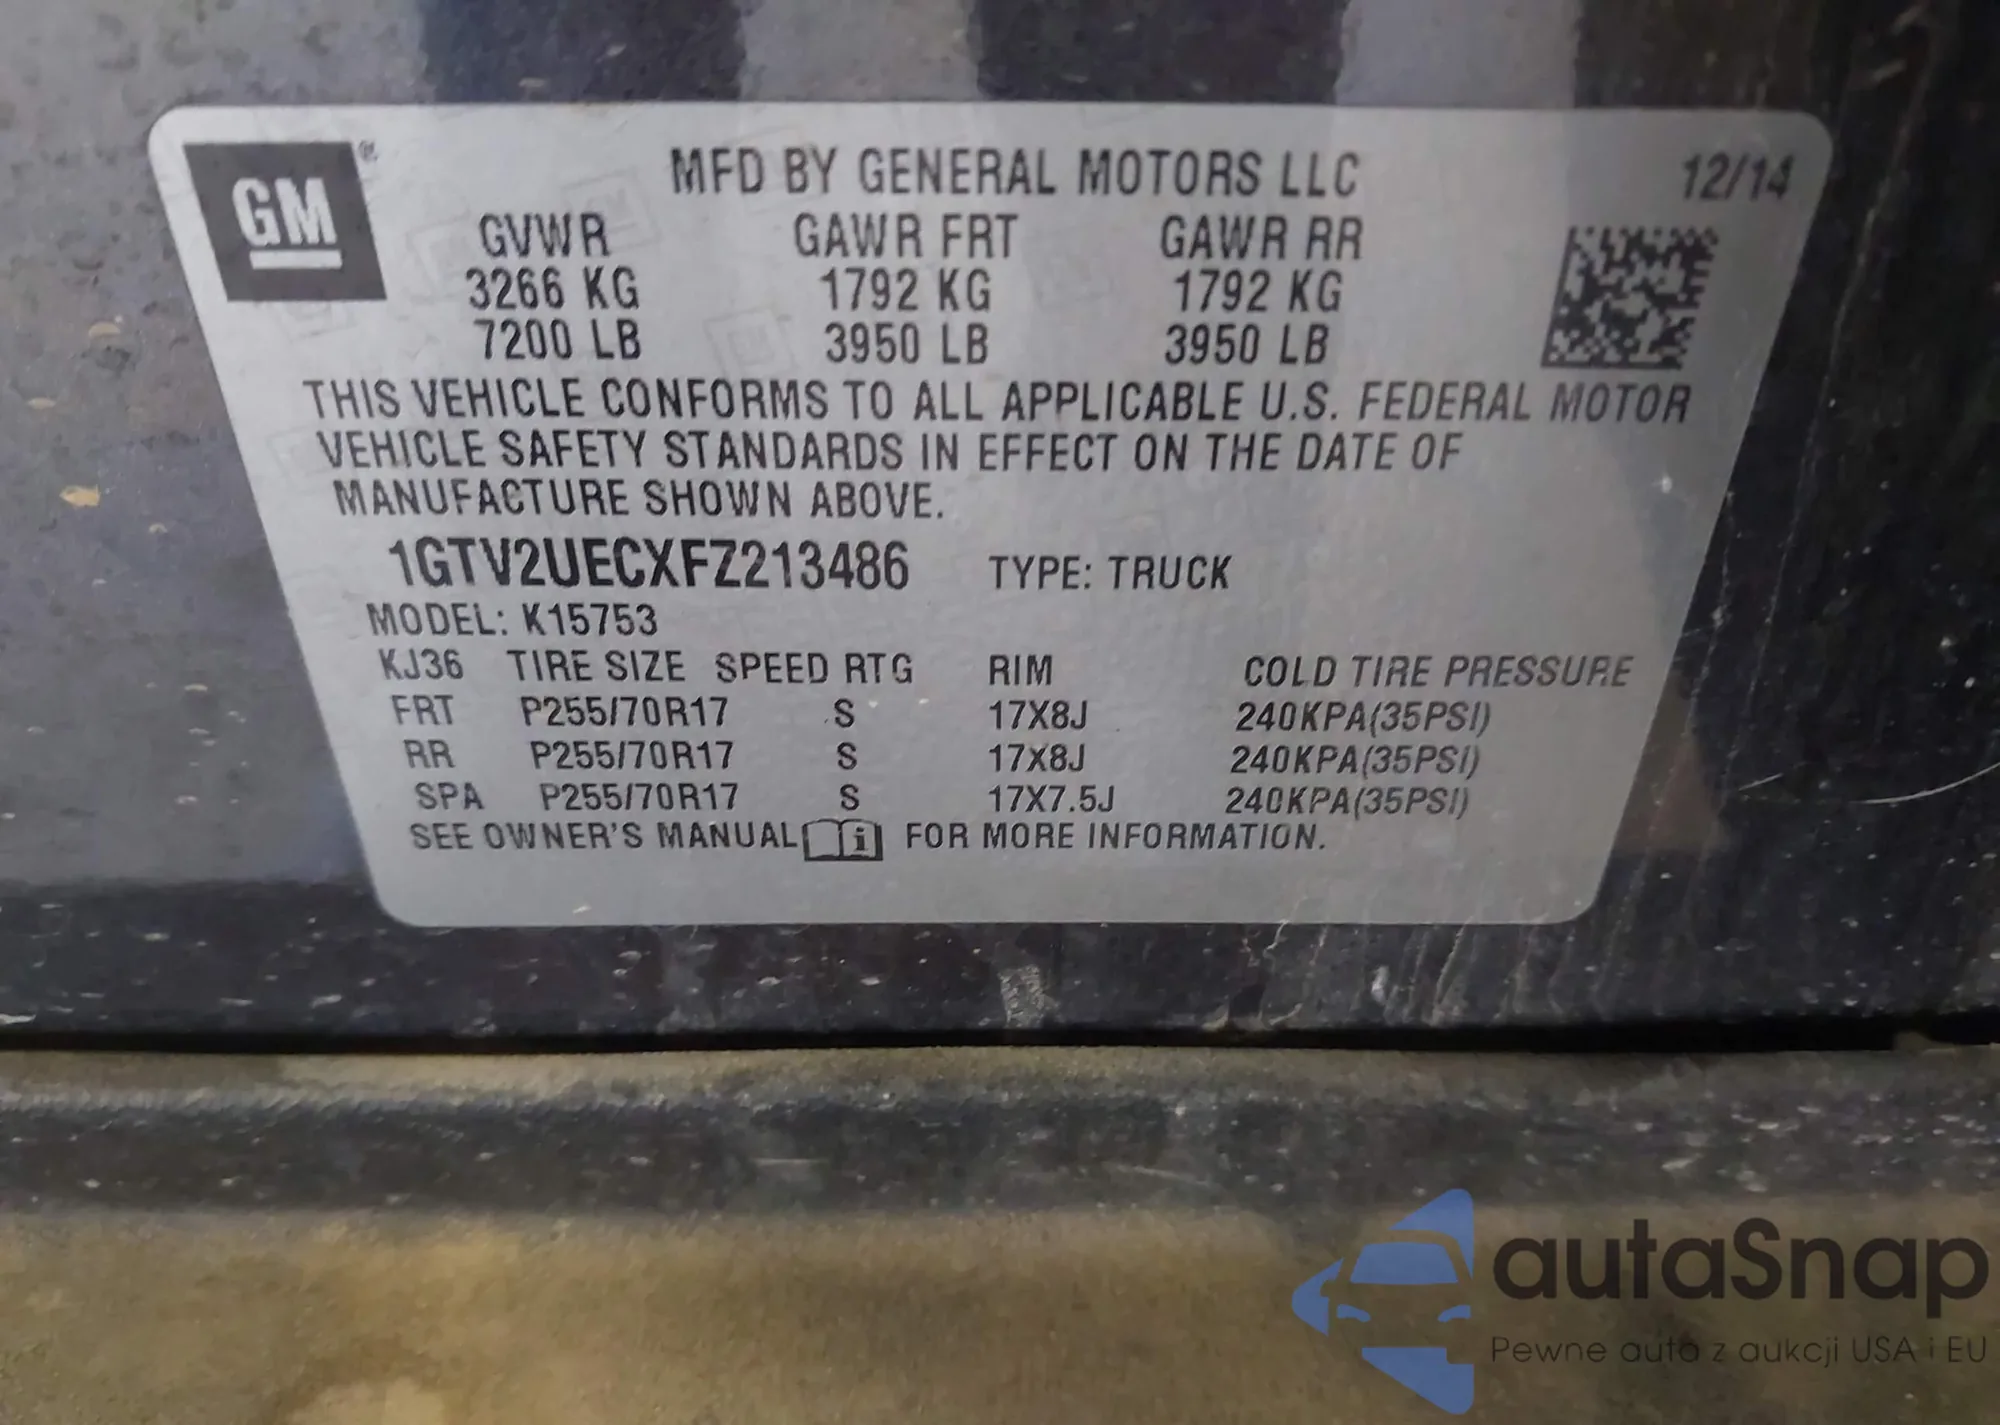 GM ®
MFD BY GENERAL MOTORS LLC 12/14
GVWR GAWR FRT GAWR RR
3266 KG 1792 KG 1792 KG
7200 LB 3950 LB 3950 LB
THIS VEHICLE CONFORMS TO ALL APPLICABLE U.S. FEDERAL MOTOR
VEHICLE SAFETY STANDARDS IN EFFECT ON THE DATE OF
MANUFACTURE SHOWN ABOVE.
1GTV2UECXFZ213486 TYPE: TRUCK
MODEL: K15753
KJ36 TIRE SIZE SPEED RTG RIM COLD TIRE PRESSURE
FRT P255/70R17 S 17X8J 240KPA(35PSI)
RR P255/70R17 S 17X8J 240KPA(35PSI)
SPA P255/70R17 S 17X7.5J 240KPA(35PSI)
SEE OWNER'S MANUAL i FOR MORE INFORMATION.
autaSnap
Pewne auta z aukcji USA i EU